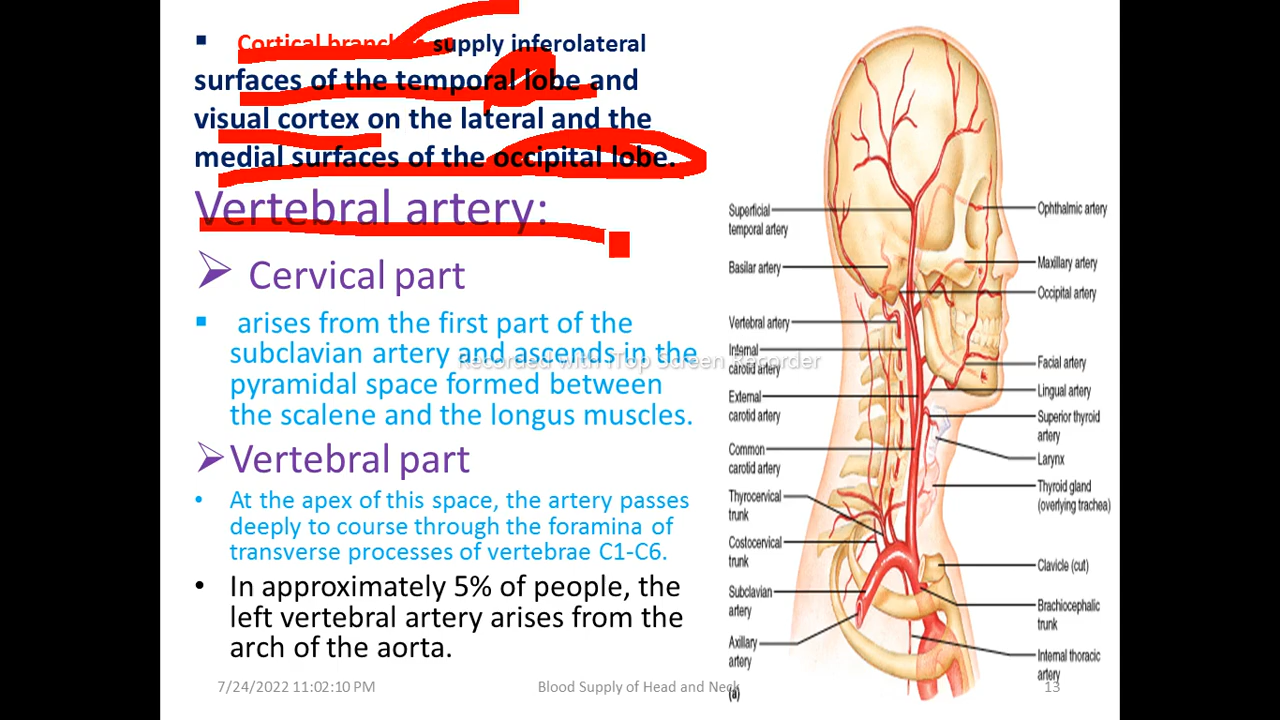 ▪ Cortical branches supply inferolateral
surfaces of the temporal lobe and
visual cortex on the lateral and the
medial surfaces of the occipital lobe.
Vertebral artery:
➢ Cervical part
▪ arises from the first part of the
subclavian artery and ascends in the
pyramidal space formed between
the scalene and the longus muscles.
➢Vertebral part
• At the apex of this space, the artery passes
deeply to course through the foramina of
transverse processes of vertebrae C1-C6.
• In approximately 5% of people, the
left vertebral artery arises from the
arch of the aorta.
Recorded with iTop Screen Recorder
Superficial
temporal artery
Basilar artery
Vertebral artery
Internal
carotid artery
External
carotid artery
Common
carotid artery
Thyrocervical
trunk
Costocervical
trunk
Subclavian
artery
Axillary
artery
Ophthalmic artery
Maxillary artery
Occipital artery
Facial artery
Lingual artery
Superior thyroid
artery
Larynx
Thyroid gland
(overlying trachea)
Clavicle (cut)
Brachiocephalic
trunk
Internal thoracic
artery
(a)
7/24/2022 11:02:10 PM
Blood Supply of Head and Neck
13